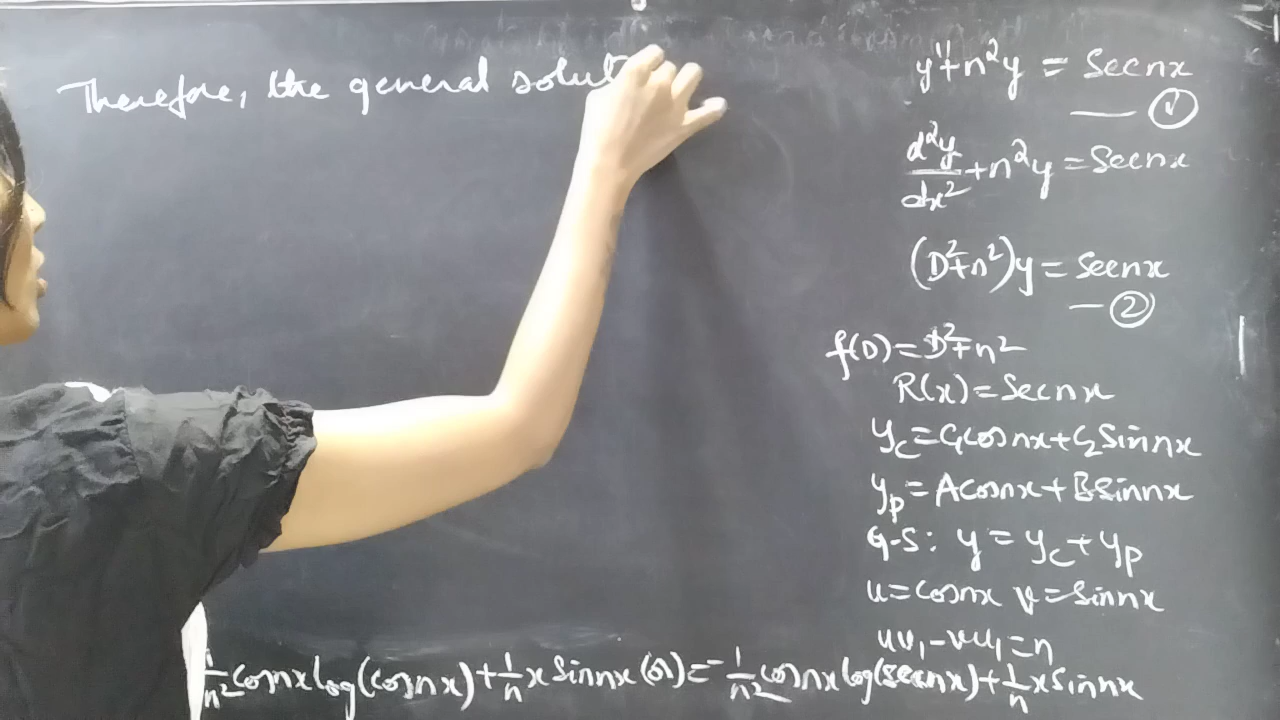 Therefore, the general solut
y''+n²y = Secnx
— ①
d²y/dx² + n²y = Secnx
(D²+n²)y = Secnx
— ②
f(D) = D²+n²
R(x) = Secnx
y_c = C₁cosnx + C₂Sinnx
y_p = Acosnx + BSinnx
G.S: y = y_c + y_p
u = cosnx v = Sinnx
uv₁ - vu₁ = n
1/n² cosnx log(cosnx) + 1/n x Sinnx (or) = -1/n² cosnx log(secnx) + 1/n x Sinnx